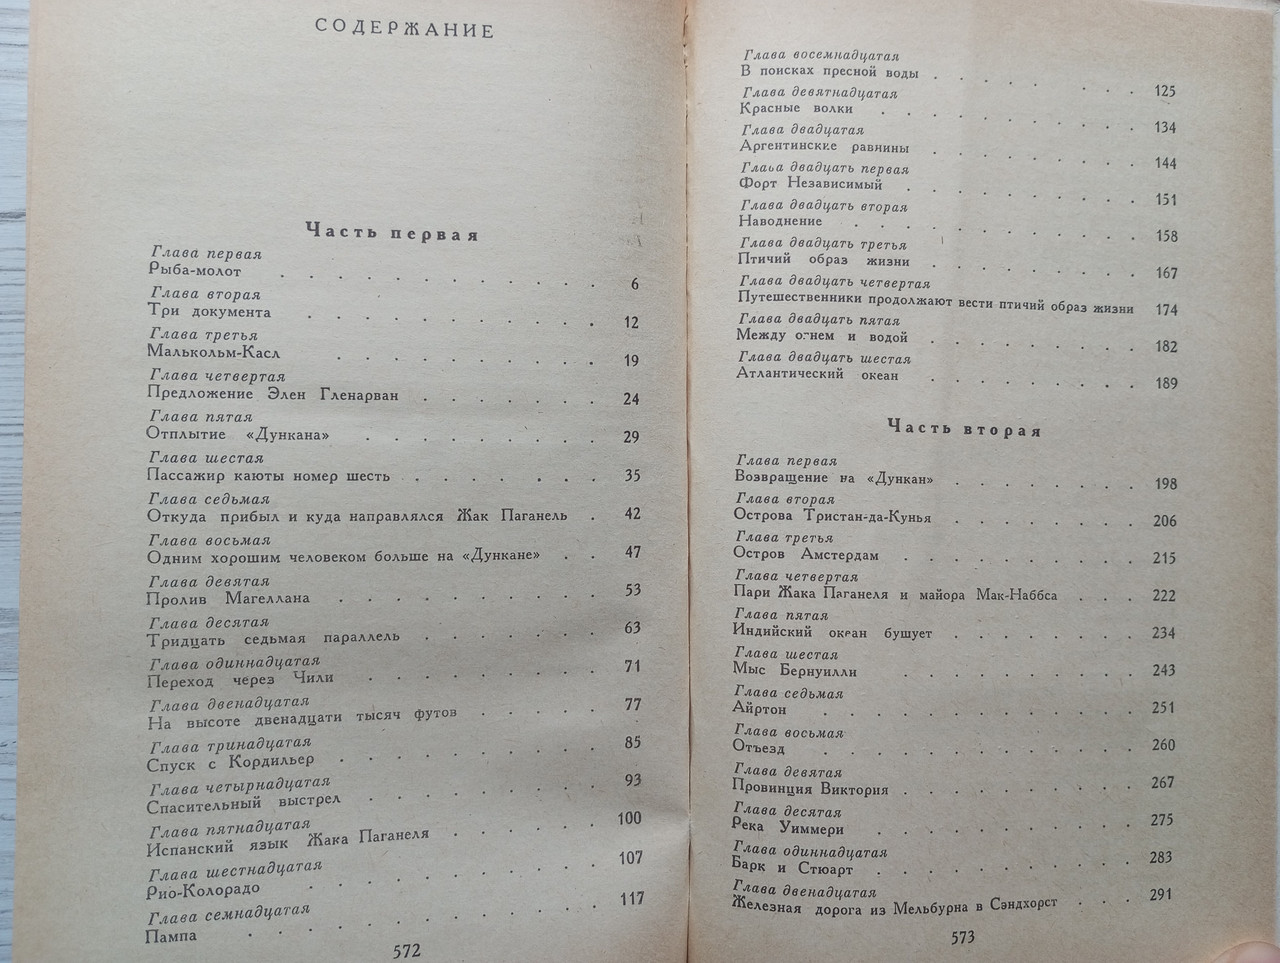 СОДЕРЖАНИЕ
Часть первая
Глава первая
Рыба-молот . . . . . . . . . . . . 6
Глава вторая
Три документа . . . . . . . . . . . 12
Глава третья
Малькольм-Касл . . . . . . . . . . 19
Глава четвертая
Предложение Элен Гленарван . . . . . . . 24
Глава пятая
Отплытие «Дункана» . . . . . . . . . 29
Глава шестая
Пассажир каюты номер шесть . . . . . . . 35
Глава седьмая
Откуда прибыл и куда направлялся Жак Паганель . 42
Глава восьмая
Одним хорошим человеком больше на «Дункане» . . 47
Глава девятая
Пролив Магеллана . . . . . . . . . . 53
Глава десятая
Тридцать седьмая параллель . . . . . . . 63
Глава одиннадцатая
Переход через Чили . . . . . . . . . 71
Глава двенадцатая
На высоте двенадцати тысяч футов . . . . . 77
Глава тринадцатая
Спуск с Кордильер . . . . . . . . . . 85
Глава четырнадцатая
Спасительный выстрел . . . . . . . . . 93
Глава пятнадцатая
Испанский язык Жака Паганеля . . . . . . 100
Глава шестнадцатая
Рио-Колорадо . . . . . . . . . . . 107
Глава семнадцатая
Пампа . . . . . . . . . . . . . 117
572
Глава восемнадцатая
В поисках пресной воды . . . . . . . . 125
Глава девятнадцатая
Красные волки . . . . . . . . . . 134
Глава двадцатая
Аргентинские равнины . . . . . . . . 144
Глава двадцать первая
Форт Независимый . . . . . . . . . 151
Глава двадцать вторая
Наводнение . . . . . . . . . . . 158
Глава двадцать третья
Птичий образ жизни . . . . . . . . 167
Глава двадцать четвертая
Путешественники продолжают вести птичий образ жизни 174
Глава двадцать пятая
Между огнем и водой . . . . . . . . 182
Глава двадцать шестая
Атлантический океан . . . . . . . . 189
Часть вторая
Глава первая
Возвращение на «Дункан» . . . . . . . . 198
Глава вторая
Острова Тристан-да-Кунья . . . . . . . . 206
Глава третья
Остров Амстердам . . . . . . . . . . 215
Глава четвертая
Пари Жака Паганеля и майора Мак-Наббса . . . 222
Глава пятая
Индийский океан бушует . . . . . . . . 234
Глава шестая
Мыс Бернуилли . . . . . . . . . . 243
Глава седьмая
Айртон . . . . . . . . . . . . 251
Глава восьмая
Отъезд . . . . . . . . . . . . 260
Глава девятая
Провинция Виктория . . . . . . . . . 267
Глава десятая
Река Уиммери . . . . . . . . . . 275
Глава одиннадцатая
Барк и Стюарт . . . . . . . . . . 283
Глава двенадцатая
Железная дорога из Мельбурна в Сэндхорст . . . 291
573